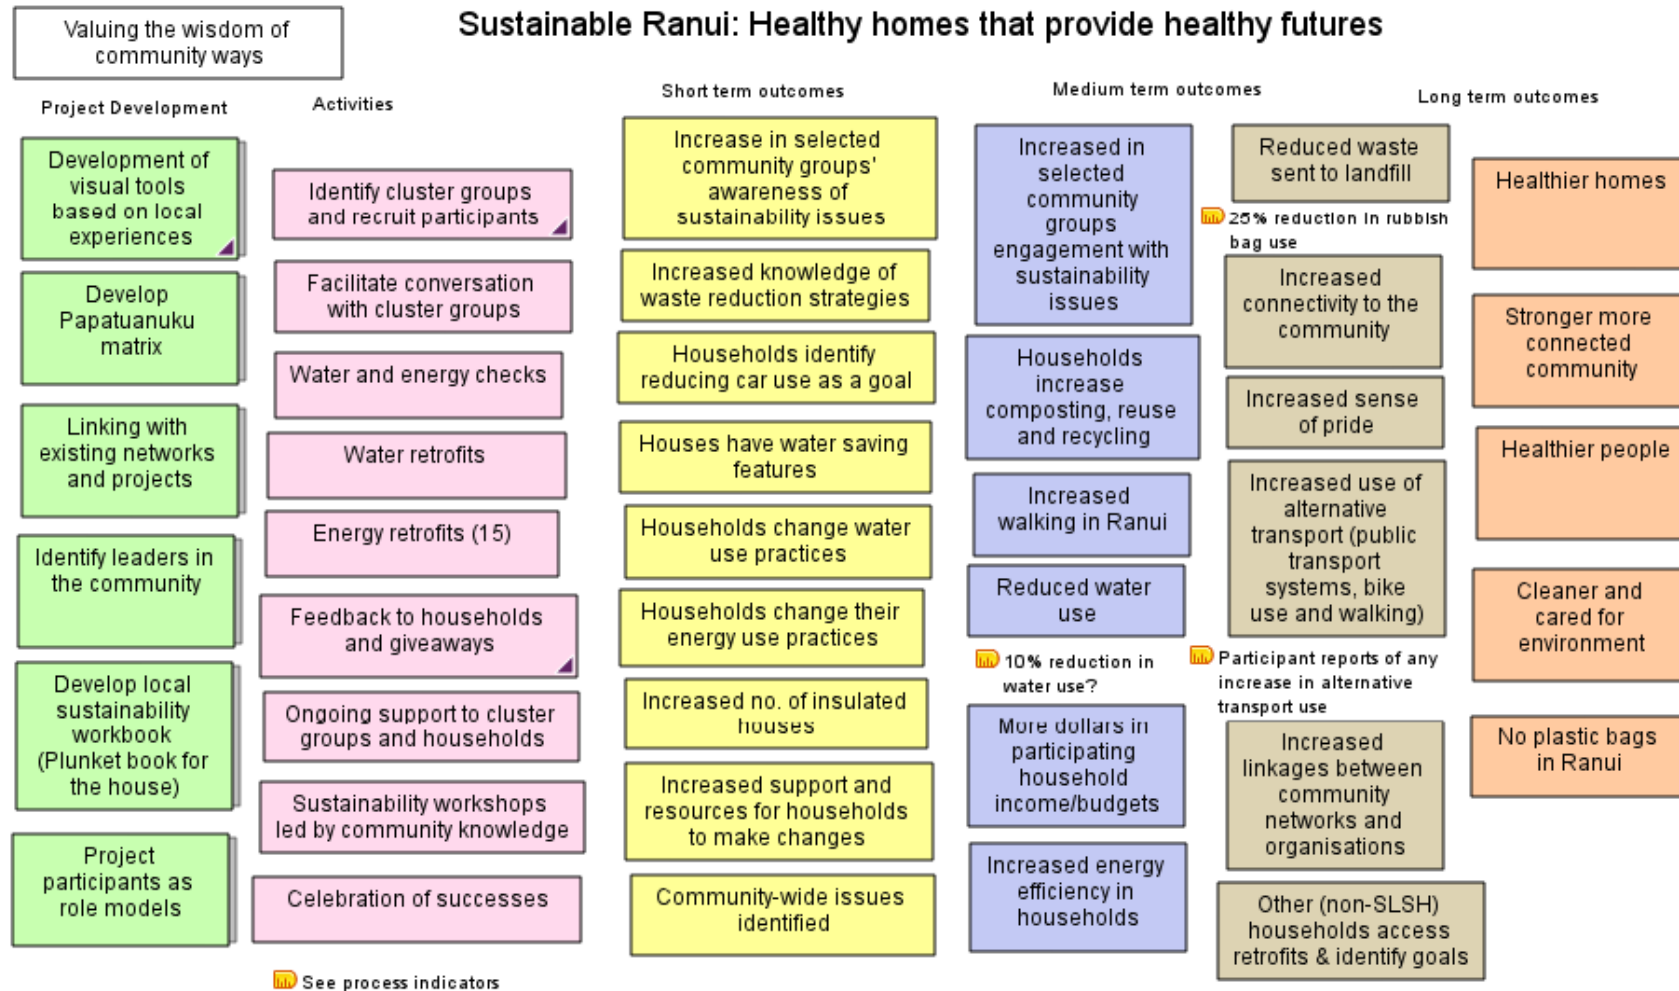 Valuing the wisdom of
community ways
Sustainable Ranui: Healthy homes that provide healthy futures
Project Development
Development of
visual tools
based on local
experiences
Develop
Papatuanuku
matrix
Linking with
existing networks
and projects
Identify leaders in
the community
Develop local
sustainability
workbook
(Plunket book for
the house)
Project
participants as
role models
Activities
Identify cluster groups
and recruit participants
Facilitate conversation
with cluster groups
Water and energy checks
Water retrofits
Energy retrofits (15)
Feedback to households
and giveaways
Ongoing support to cluster
groups and households
Sustainability workshops
led by community knowledge
Celebration of successes
See process indicators
Short term outcomes
Increase in selected
community groups'
awareness of
sustainability issues
Increased knowledge of
waste reduction strategies
Households identify
reducing car use as a goal
Houses have water saving
features
Households change water
use practices
Households change their
energy use practices
Increased no. of insulated
houses
Increased support and
resources for households
to make changes
Community-wide issues
identified
Medium term outcomes
Increased in
selected
community
groups
engagement with
sustainability
issues
Households
increase
composting, reuse
and recycling
Increased
walking in Ranui
Reduced water
use
10% reduction in
water use?
More dollars in
participating
household
income/budgets
Increased energy
efficiency in
households
Reduced waste
sent to landfill
25% reduction in rubbish
bag use
Increased
connectivity to the
community
Increased sense
of pride
Increased use of
alternative
transport (public
transport
systems, bike
use and walking)
Participant reports of any
increase in alternative
transport use
Increased
linkages between
community
networks and
organisations
Other (non-SLSH)
households access
retrofits & identify goals
Long term outcomes
Healthier homes
Stronger more
connected
community
Healthier people
Cleaner and
cared for
environment
No plastic bags
in Ranui